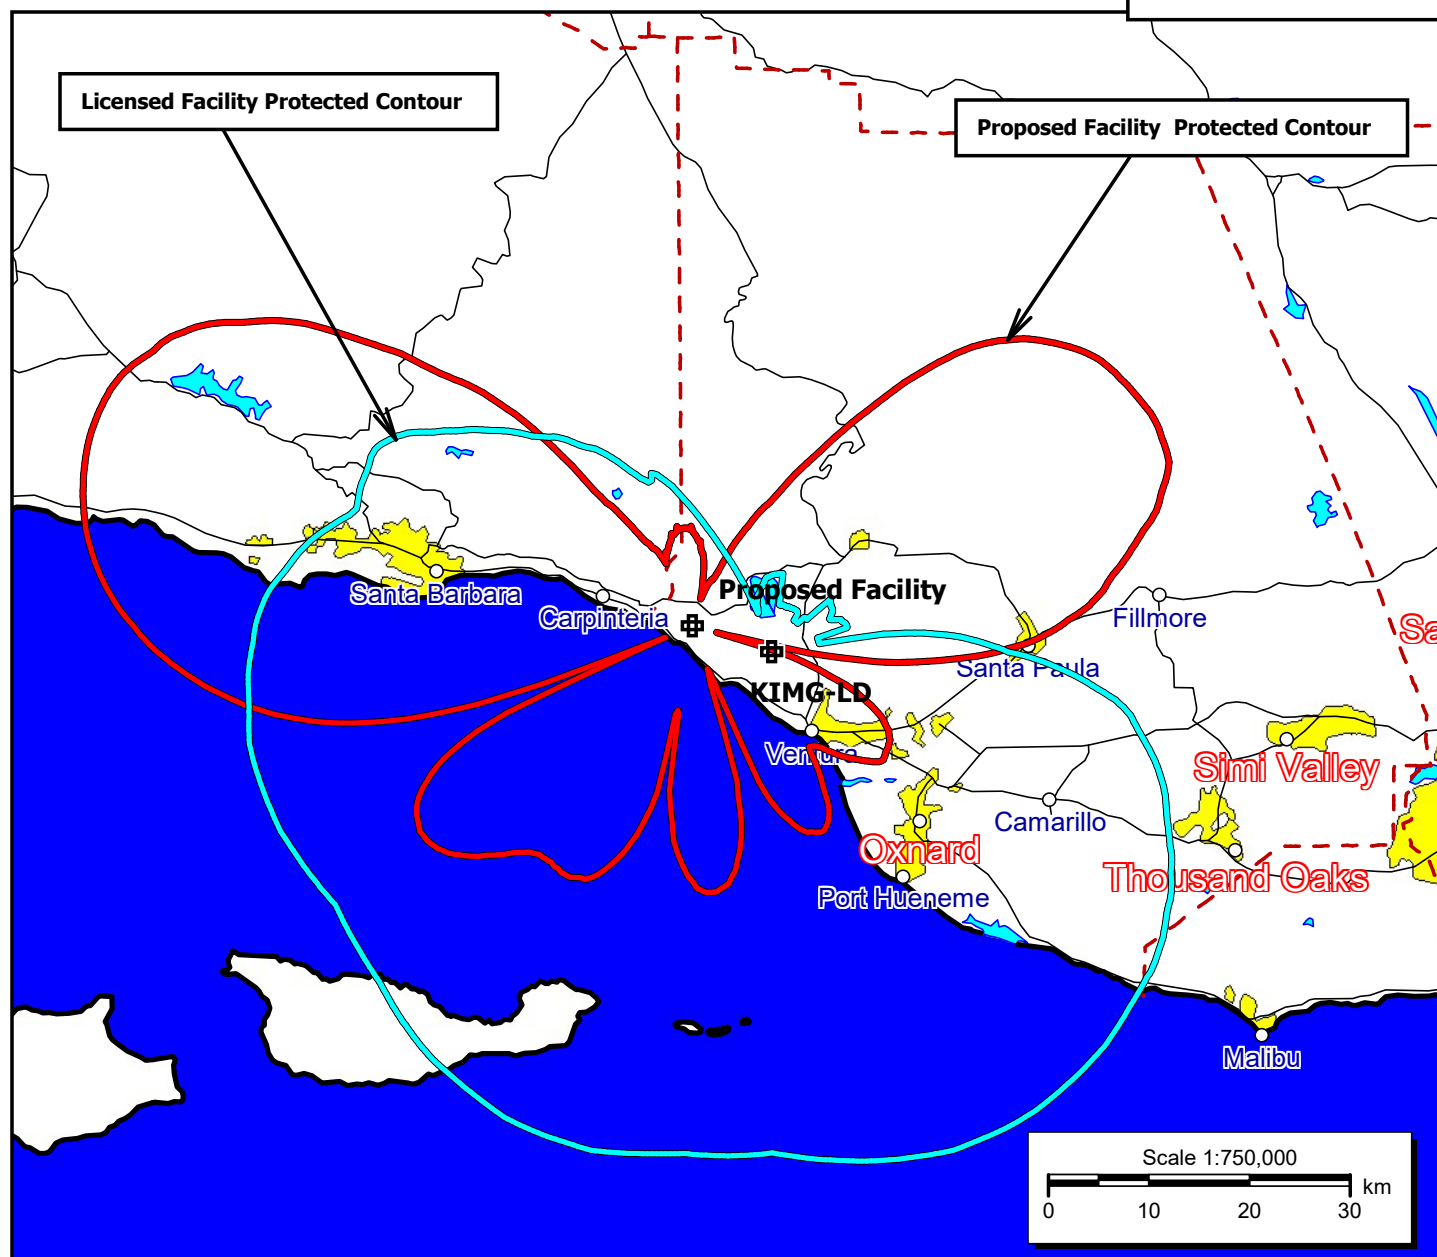 Licensed Facility Protected Contour
Proposed Facility Protected Contour
Santa Barbara
Carpinteria
Proposed Facility
Fillmore
Sa
Santa Paula
KIMG-LD
Ventura
Simi Valley
Camarillo
Oxnard
Thousand Oaks
Port Hueneme
Malibu
Scale 1:750,000
km
0 10 20 30